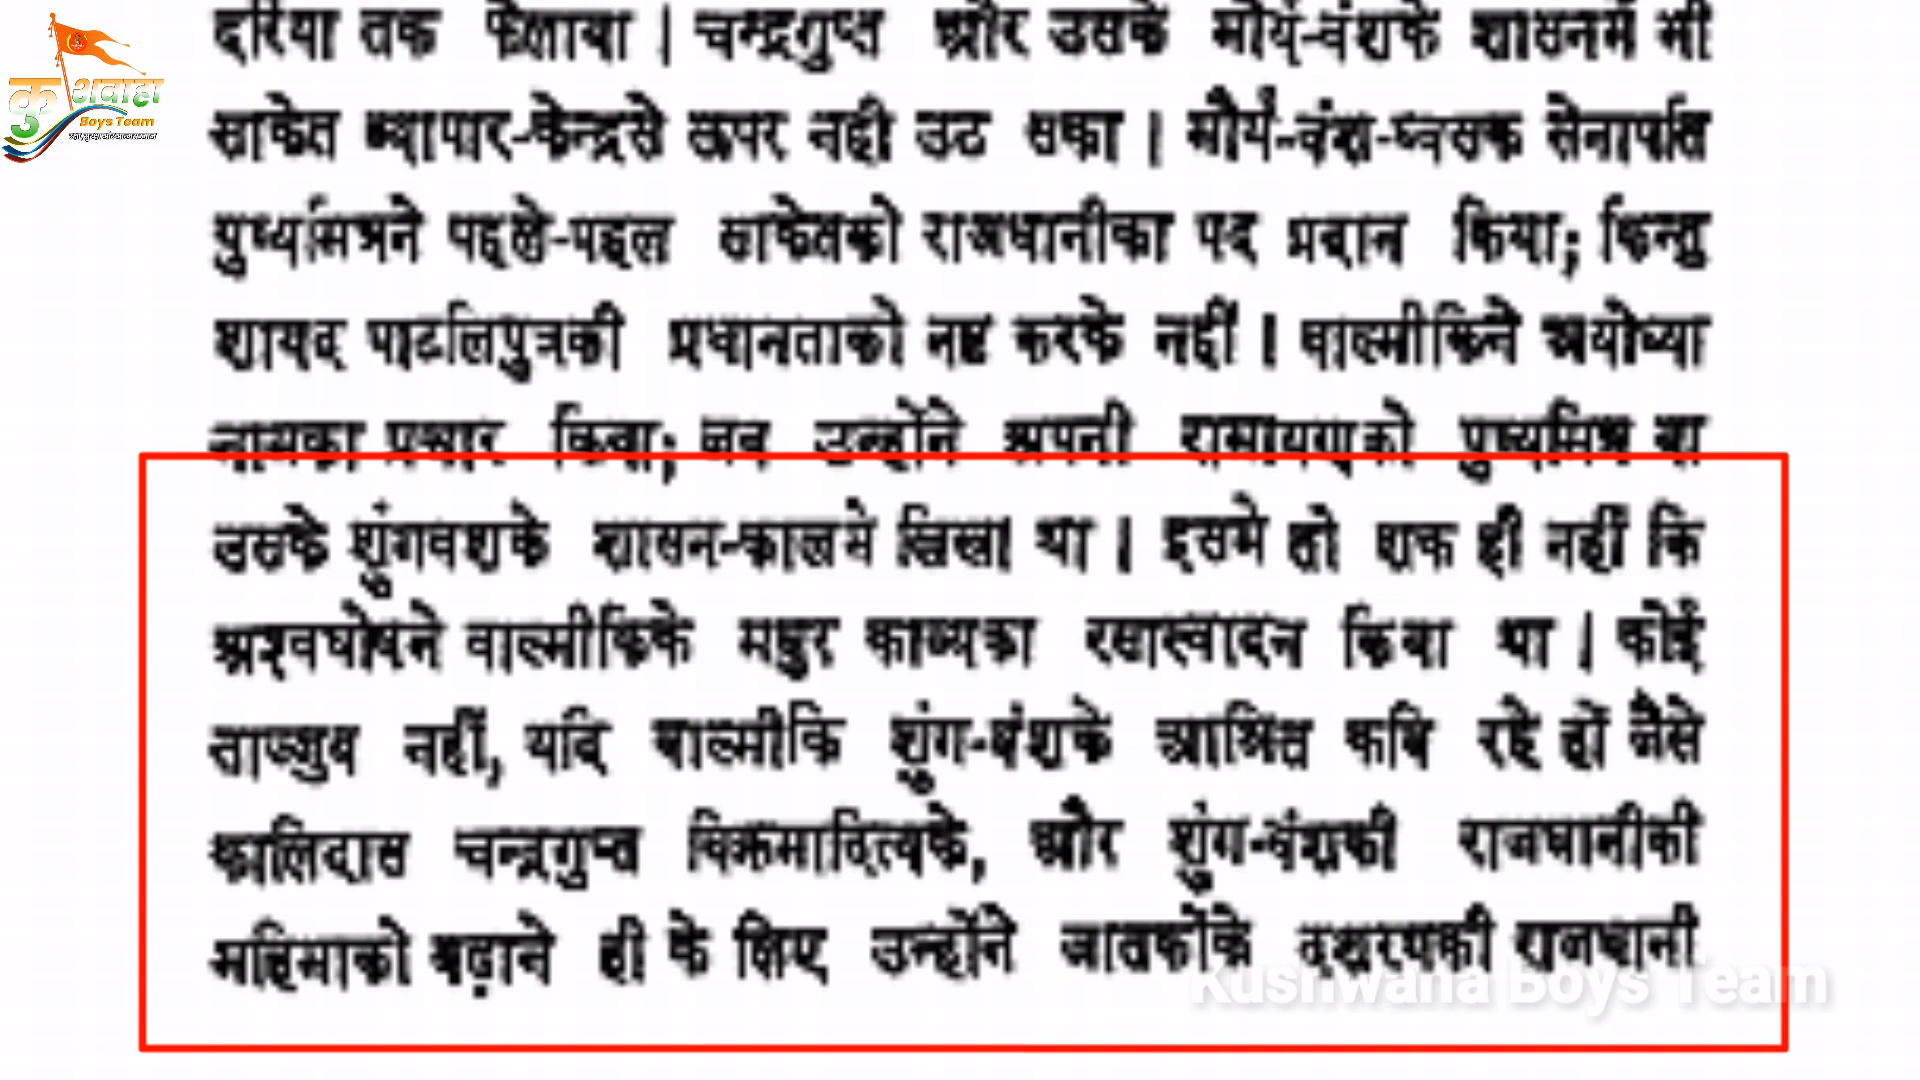 कुशवाहा
Boys Team
दरिया तक फैलाया | चन्द्रगुप्त और उसके मौर्य-वंशके शासनमें भी
साकेत व्यापार-केन्द्रसे ऊपर नहीं उठ सका | मौर्य-वंश-ध्वसक सेनापति
पुष्यमित्रने पहले-पहल साकेतको राजधानीका पद प्रदान किया; किन्तु
शायद पाटलिपुत्रकी प्रधानताको नष्ट करके नहीं | वाल्मीकिने अयोध्या
नामका प्रचार किया; जब उन्होंने अपनी रामायणको पुष्यमित्र या
उसके शुंगवशके शासन-कालमे लिखा था | इसमे तो शक ही नहीं कि
अश्वघोषने वाल्मीकिके मधुर काव्यका रसास्वादन किया था | कोई
ताज्जुब नहीं, यदि वाल्मीकि शुंग-वंशके आश्रित कवि रहे हों जैसे
कालिदास चन्द्रगुप्त विक्रमादित्यके, और शुंग-वंशकी राजधानीकी
महिमाको बढ़ाने ही के लिए उन्होंने जातकोंके दशरथकी राजधानी
Kushwaha Boys Team